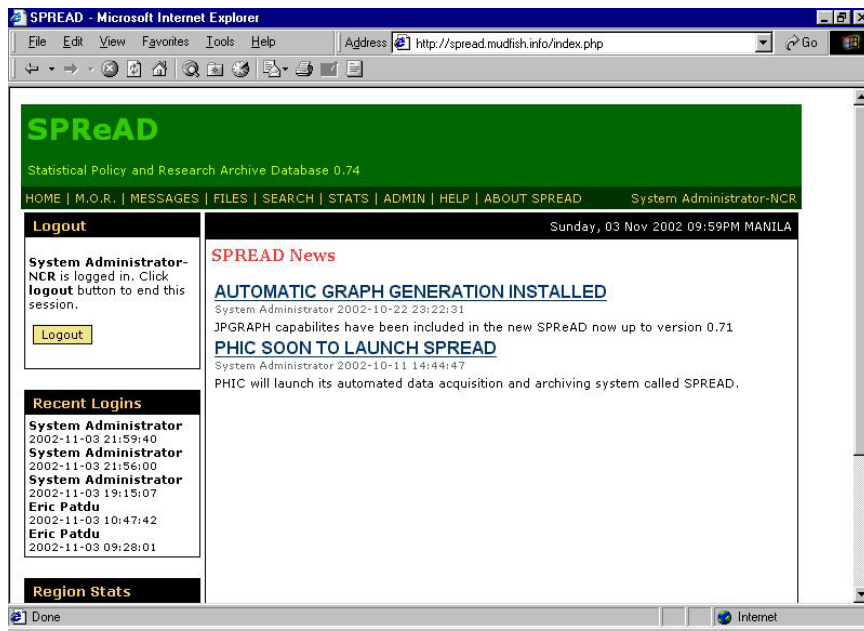 SPREAD - Microsoft Internet Explorer
File Edit View Favorites Tools Help Address http://spread.mudfish.info/index.php Go
SPReAD
Statistical Policy and Research Archive Database 0.74
HOME | M.O.R. | MESSAGES | FILES | SEARCH | STATS | ADMIN | HELP | ABOUT SPREAD System Administrator-NCR
Logout
System Administrator-
NCR is logged in. Click
logout button to end this
session.
Logout
Recent Logins
System Administrator
2002-11-03 21:59:40
System Administrator
2002-11-03 21:56:00
System Administrator
2002-11-03 19:15:07
Eric Patdu
2002-11-03 10:47:42
Eric Patdu
2002-11-03 09:28:01
Region Stats
Sunday, 03 Nov 2002 09:59PM MANILA
SPREAD News
AUTOMATIC GRAPH GENERATION INSTALLED
System Administrator 2002-10-22 23:22:31
JPGRAPH capabilites have been included in the new SPReAD now up to version 0.71
PHIC SOON TO LAUNCH SPREAD
System Administrator 2002-10-11 14:44:47
PHIC will launch its automated data acquisition and archiving system called SPREAD.
Done Internet